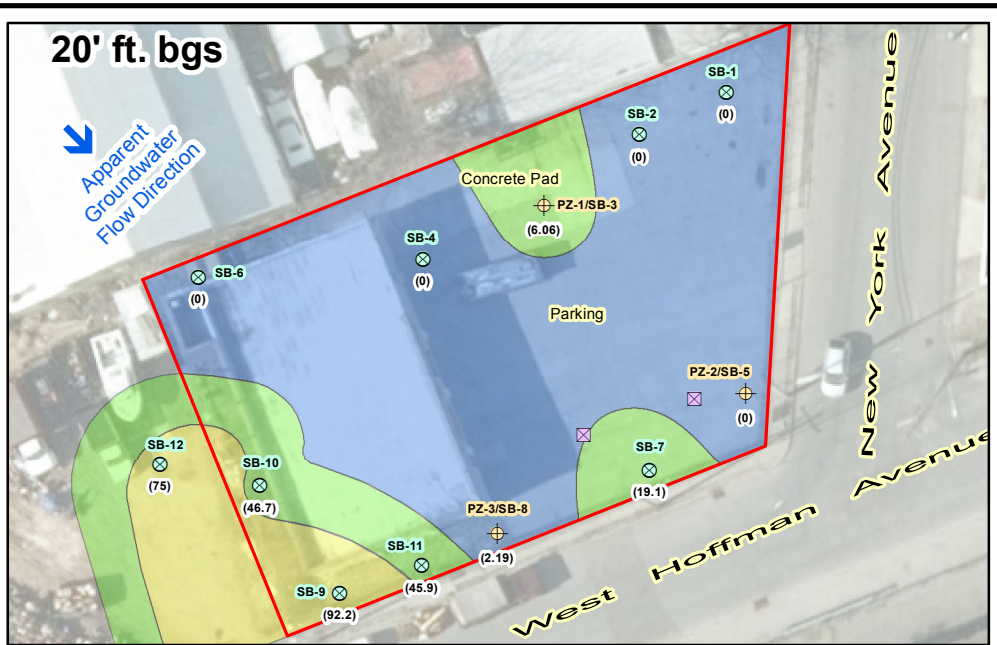 20' ft. bgs
Apparent
Groundwater
Flow Direction
SB-1
(0)
SB-2
(0)
Concrete Pad
PZ-1/SB-3
(6.06)
SB-4
(0)
SB-6
(0)
Parking
PZ-2/SB-5
(0)
SB-7
(19.1)
SB-12
(75)
SB-10
(46.7)
PZ-3/SB-8
(2.19)
SB-11
(45.9)
SB-9
(92.2)
New York Avenue
West Hoffman Avenue